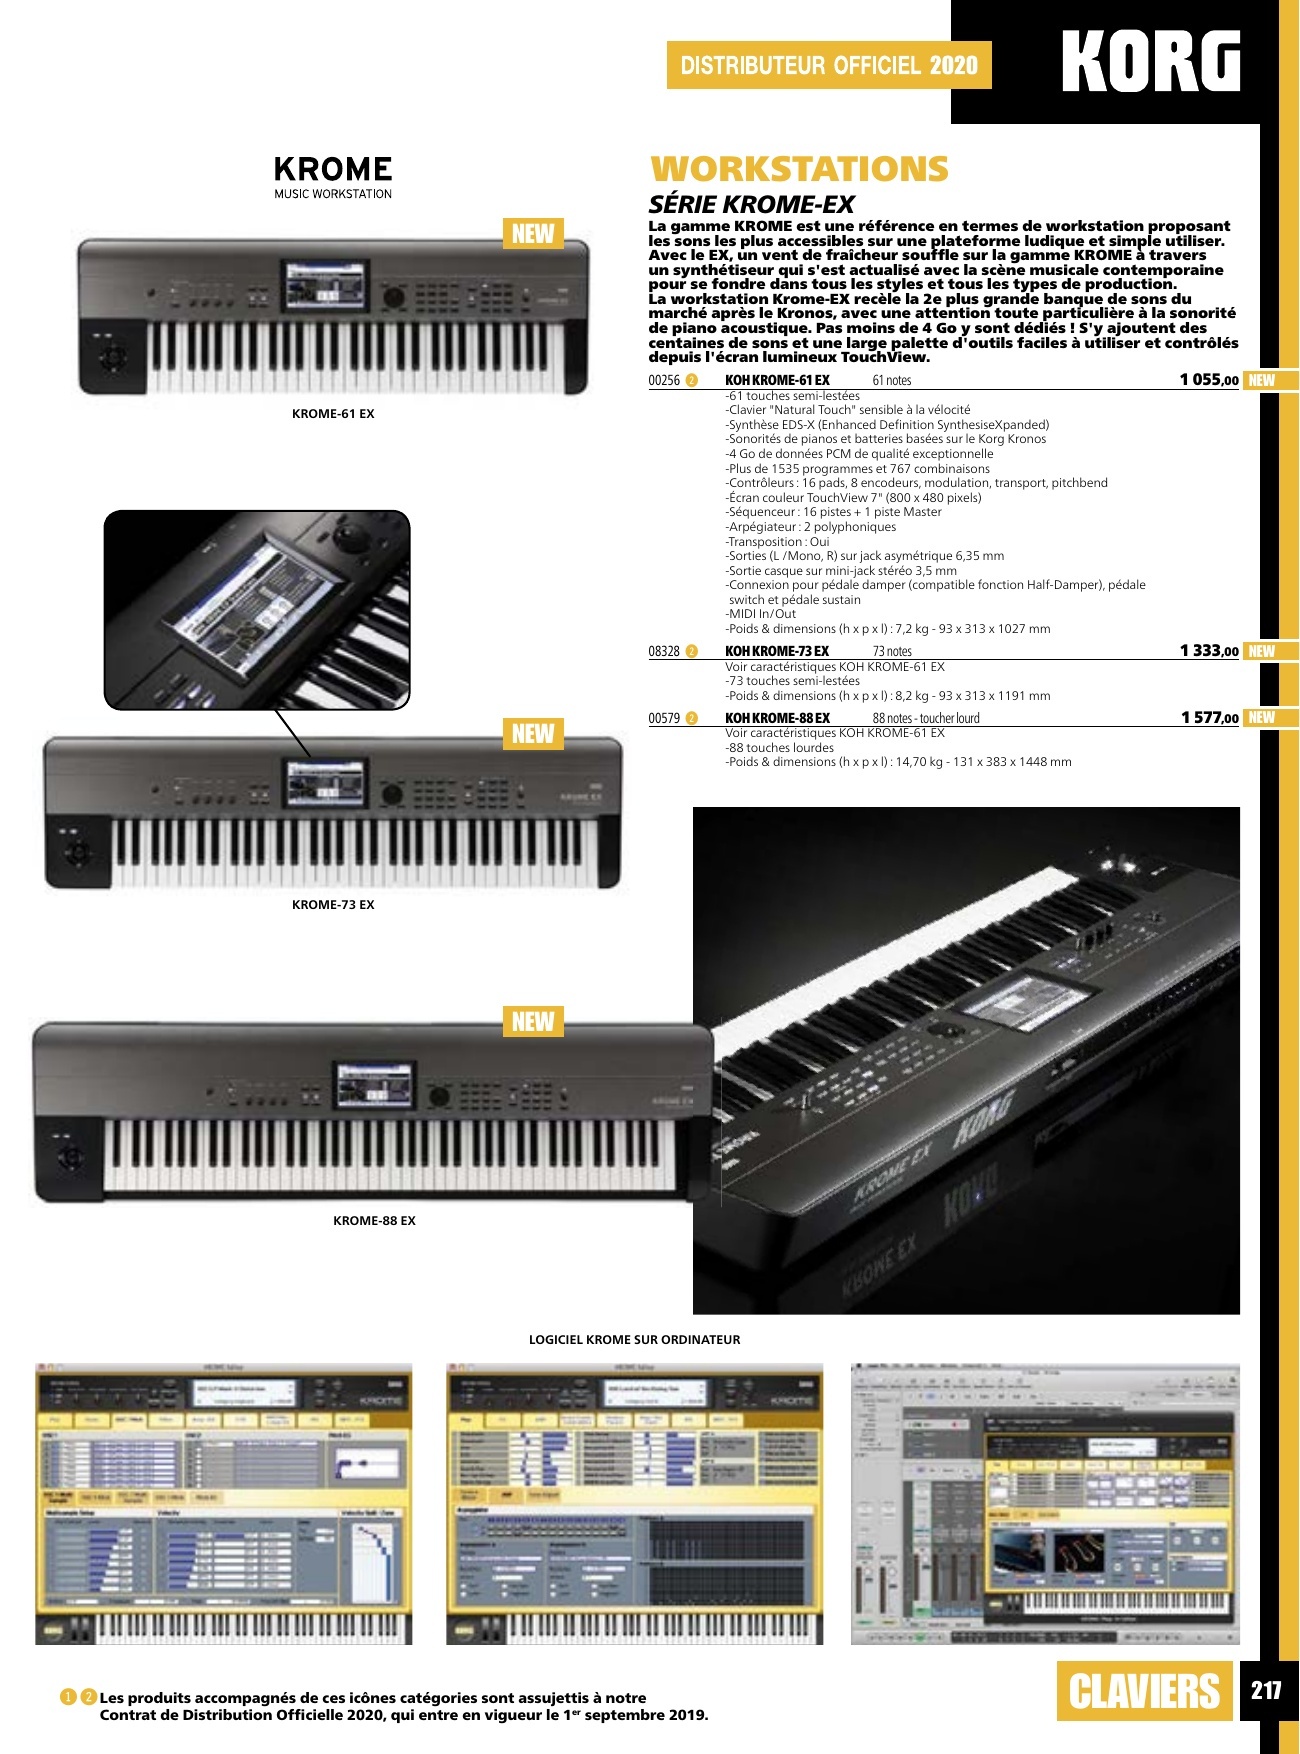 DISTRIBUTEUR OFFICIEL 2020
KORG
KROME
MUSIC WORKSTATION
NEW
KROME-61 EX
NEW
KROME EX
KROME-73 EX
NEW
KROME EX
KROME-88 EX
WORKSTATIONS
SÉRIE KROME-EX
La gamme KROME est une référence en termes de workstation proposant
les sons les plus accessibles sur une plateforme ludique et simple utiliser.
Avec le EX, un vent de fraîcheur souffle sur la gamme KROME à travers
un synthétiseur qui s'est actualisé avec la scène musicale contemporaine
pour se fondre dans tous les styles et tous les types de production.
La workstation Krome-EX recèle la 2e plus grande banque de sons du
marché après le Kronos, avec une attention toute particulière à la sonorité
de piano acoustique. Pas moins de 4 Go y sont dédiés ! S'y ajoutent des
centaines de sons et une large palette d'outils faciles à utiliser et contrôlés
depuis l'écran lumineux TouchView.
00256 2 KOH KROME-61 EX 61 notes 1 055,00 NEW
-61 touches semi-lestées
-Clavier "Natural Touch" sensible à la vélocité
-Synthèse EDS-X (Enhanced Definition SynthesiseXpanded)
-Sonorités de pianos et batteries basées sur le Korg Kronos
-4 Go de données PCM de qualité exceptionnelle
-Plus de 1535 programmes et 767 combinaisons
-Contrôleurs : 16 pads, 8 encodeurs, modulation, transport, pitchbend
-Écran couleur TouchView 7" (800 x 480 pixels)
-Séquenceur : 16 pistes + 1 piste Master
-Arpégiateur : 2 polyphoniques
-Transposition : Oui
-Sorties (L /Mono, R) sur jack asymétrique 6,35 mm
-Sortie casque sur mini-jack stéréo 3,5 mm
-Connexion pour pédale damper (compatible fonction Half-Damper), pédale
switch et pédale sustain
-MIDI In/Out
-Poids & dimensions (h x p x l) : 7,2 kg - 93 x 313 x 1027 mm
08328 2 KOH KROME-73 EX 73 notes 1 333,00 NEW
Voir caractéristiques KOH KROME-61 EX
-73 touches semi-lestées
-Poids & dimensions (h x p x l) : 8,2 kg - 93 x 313 x 1191 mm
00579 2 KOH KROME-88 EX 88 notes - toucher lourd 1 577,00 NEW
Voir caractéristiques KOH KROME-61 EX
-88 touches lourdes
-Poids & dimensions (h x p x l) : 14,70 kg - 131 x 383 x 1448 mm
KORG
KROME EX
LOGICIEL KROME SUR ORDINATEUR
KROME
KROME
KORG
KORG
1 2 Les produits accompagnés de ces icônes catégories sont assujettis à notre
Contrat de Distribution Officielle 2020, qui entre en vigueur le 1er septembre 2019.
CLAVIERS
217